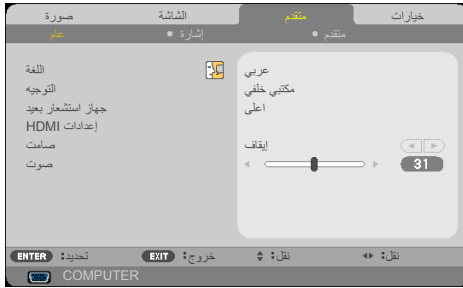 صورة الشاشة متقدم خيارات
عام إشارة متقدم
اللغة عربي
التوجيه مكتبي خلفي
جهاز استشعار بعيد اعلى
إعدادات HDMI
صامت إيقاف
صوت 31
ENTER تحديد: EXIT خروج: نقل: نقل:
COMPUTER